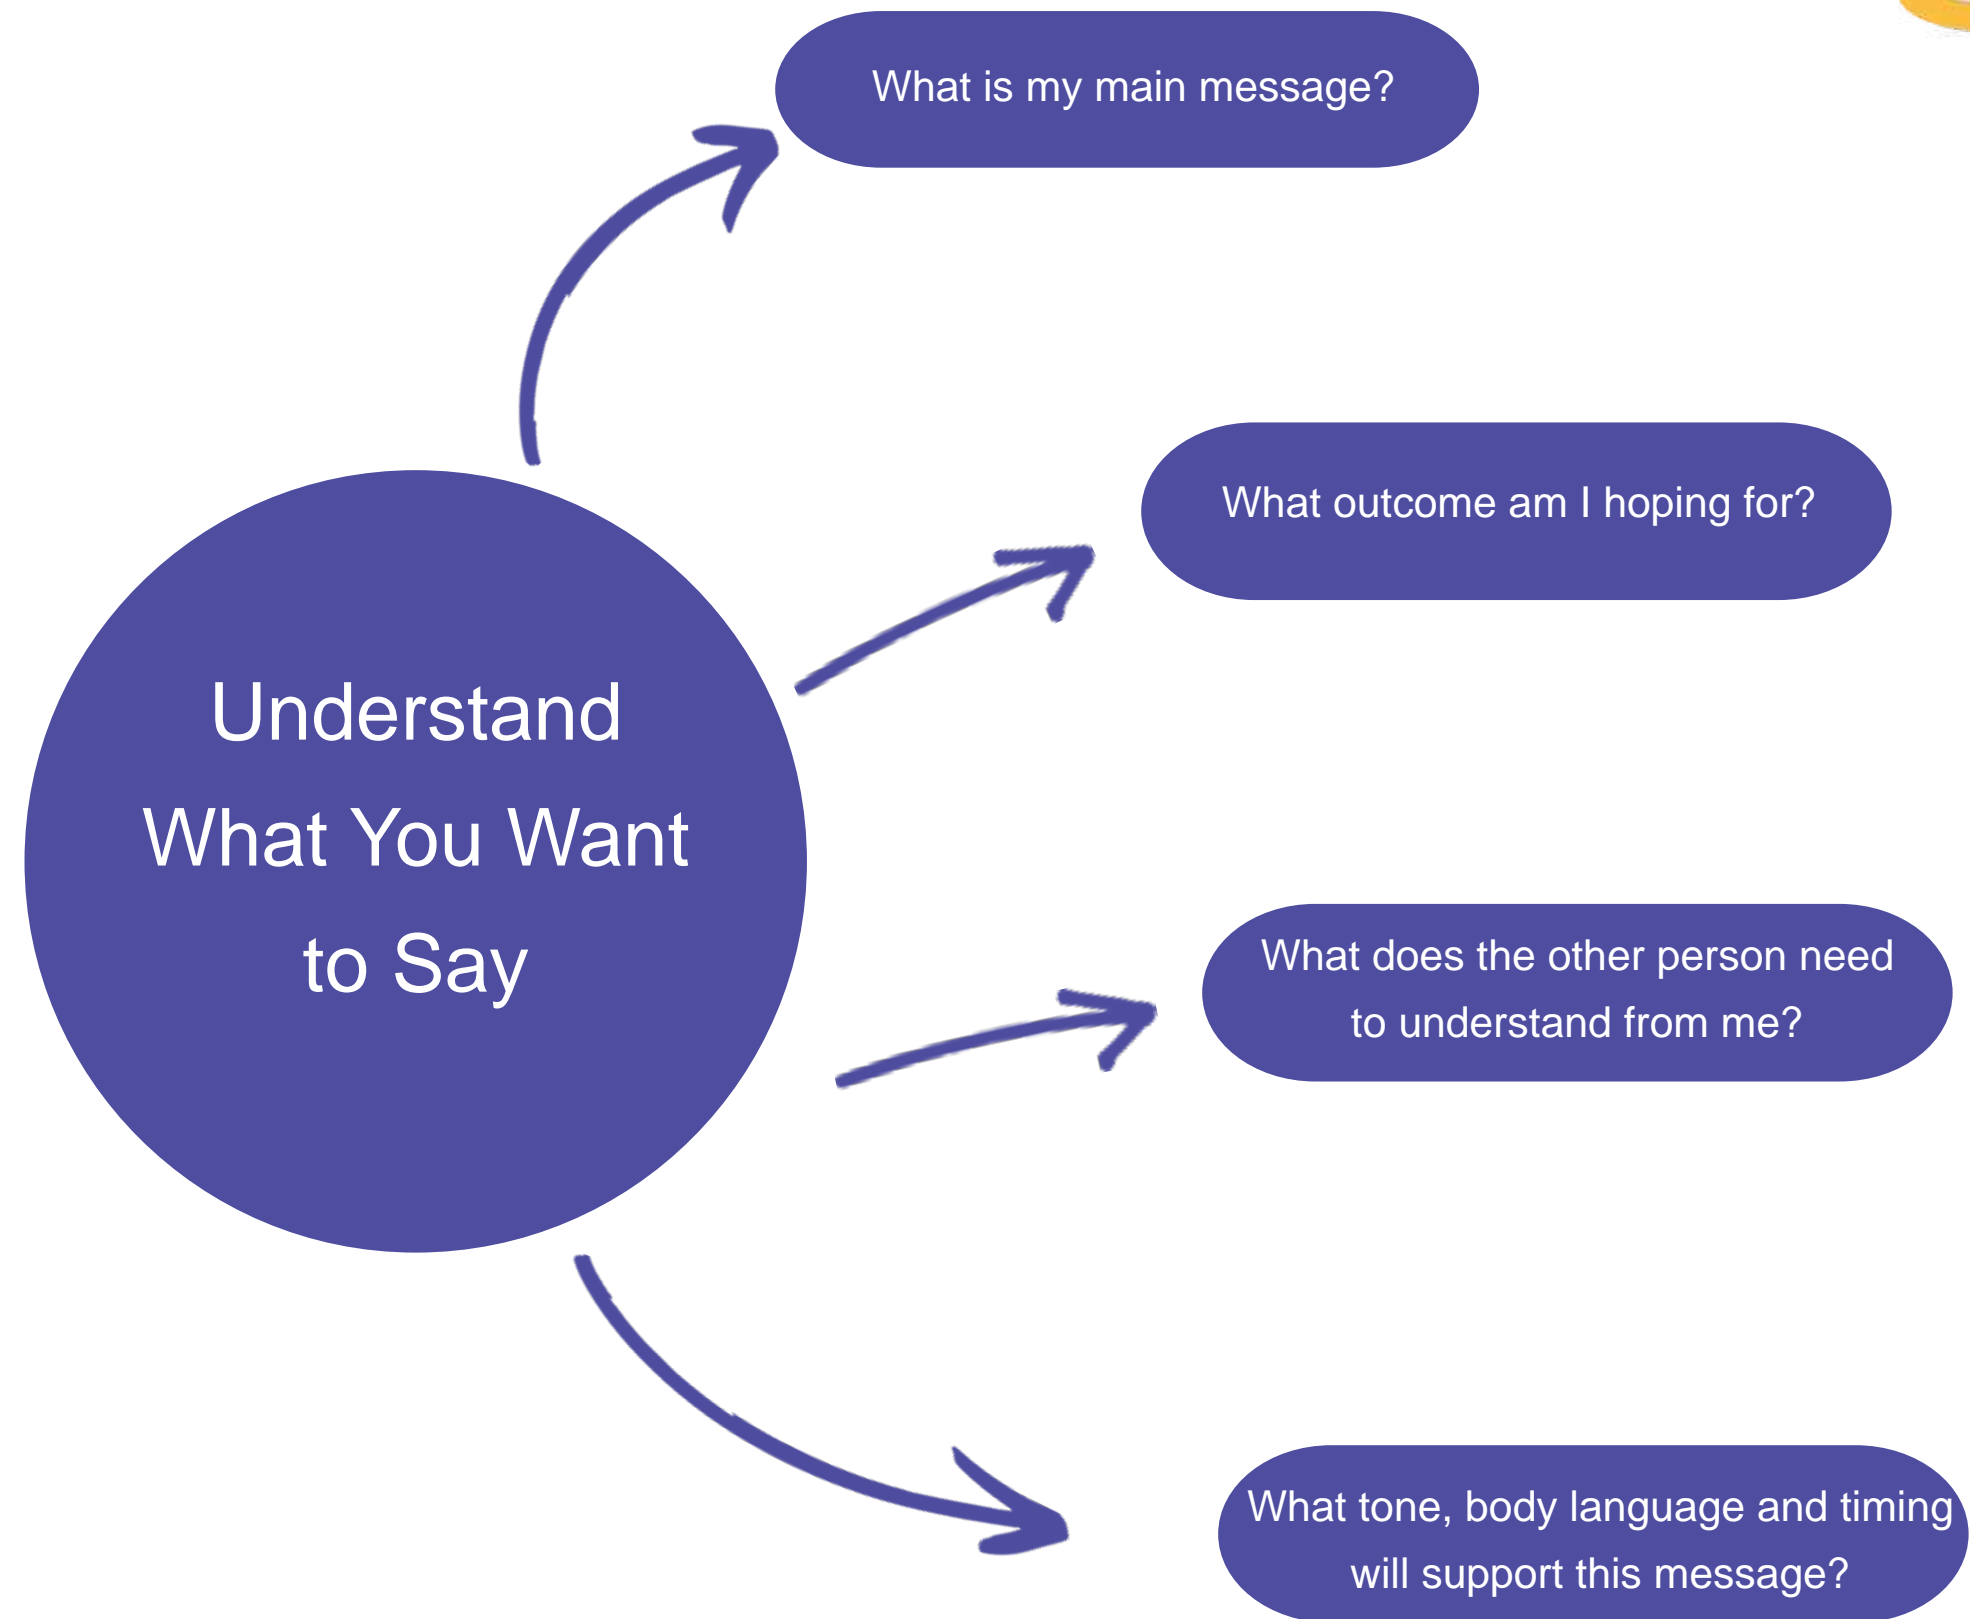 What is my main message?
What outcome am I hoping for?
Understand
What You Want
to Say
What does the other person need
to understand from me?
What tone, body language and timing
will support this message?